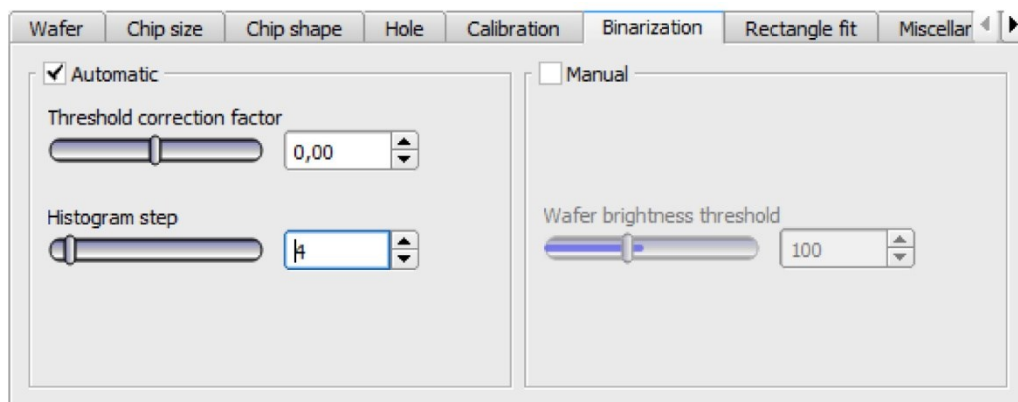 Wafer Chip size Chip shape Hole Calibration Binarization Rectangle fit Miscellar
Automatic
Threshold correction factor
0,00
Histogram step
4
Manual
Wafer brightness threshold
100